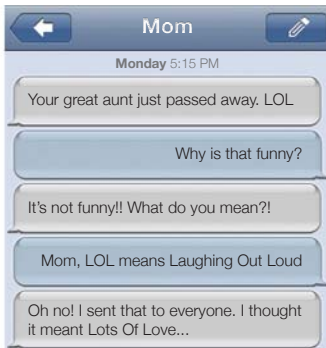 Mom
Monday 5:15 PM
Your great aunt just passed away. LOL
Why is that funny?
It's not funny!! What do you mean?!
Mom, LOL means Laughing Out Loud
Oh no! I sent that to everyone. I thought
it meant Lots Of Love...